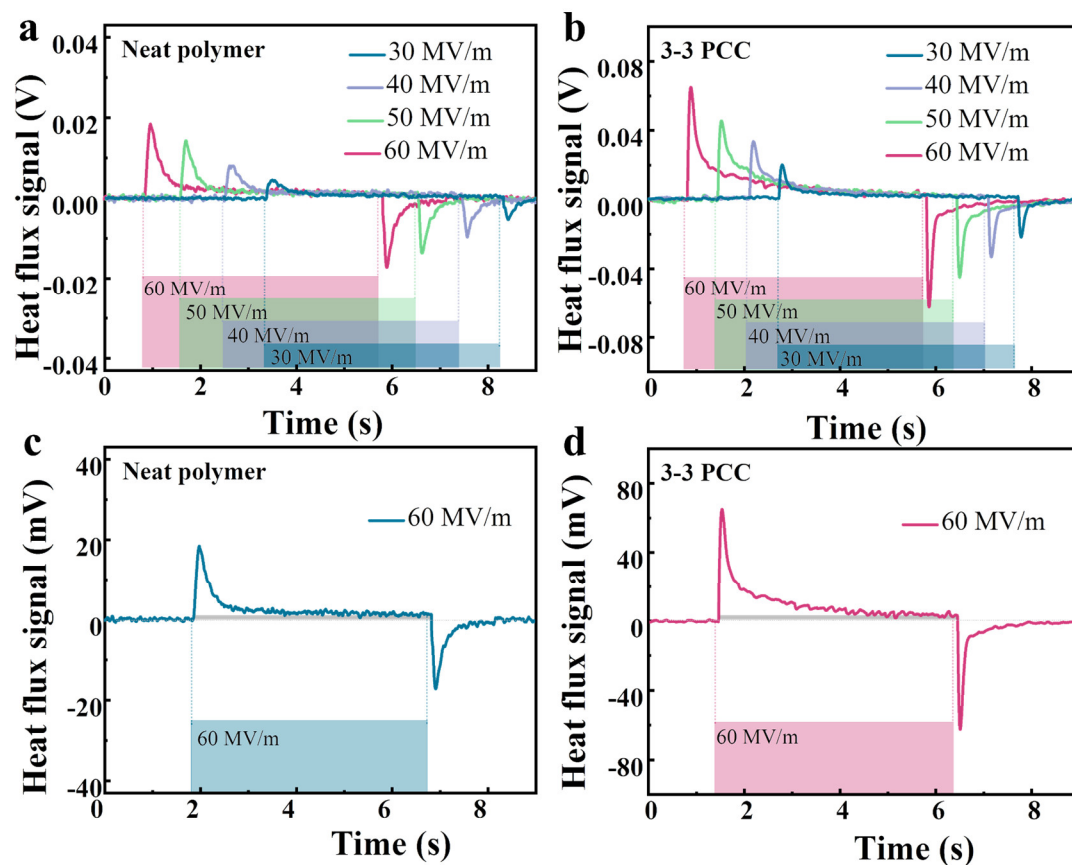 a
Neat polymer
30 MV/m
40 MV/m
50 MV/m
60 MV/m
0.04
0.02
0.00
-0.02
-0.04
Heat flux signal (V)
60 MV/m
50 MV/m
40 MV/m
30 MV/m
0 2 4 6 8
Time (s)
b
3-3 PCC
30 MV/m
40 MV/m
50 MV/m
60 MV/m
0.08
0.04
0.00
-0.04
-0.08
Heat flux signal (V)
60 MV/m
50 MV/m
40 MV/m
30 MV/m
0 2 4 6 8
Time (s)
c
Neat polymer
60 MV/m
40
20
0
-20
-40
Heat flux signal (mV)
60 MV/m
0 2 4 6 8
Time (s)
d
3-3 PCC
60 MV/m
80
40
0
-40
-80
Heat flux signal (mV)
60 MV/m
0 2 4 6 8
Time (s)